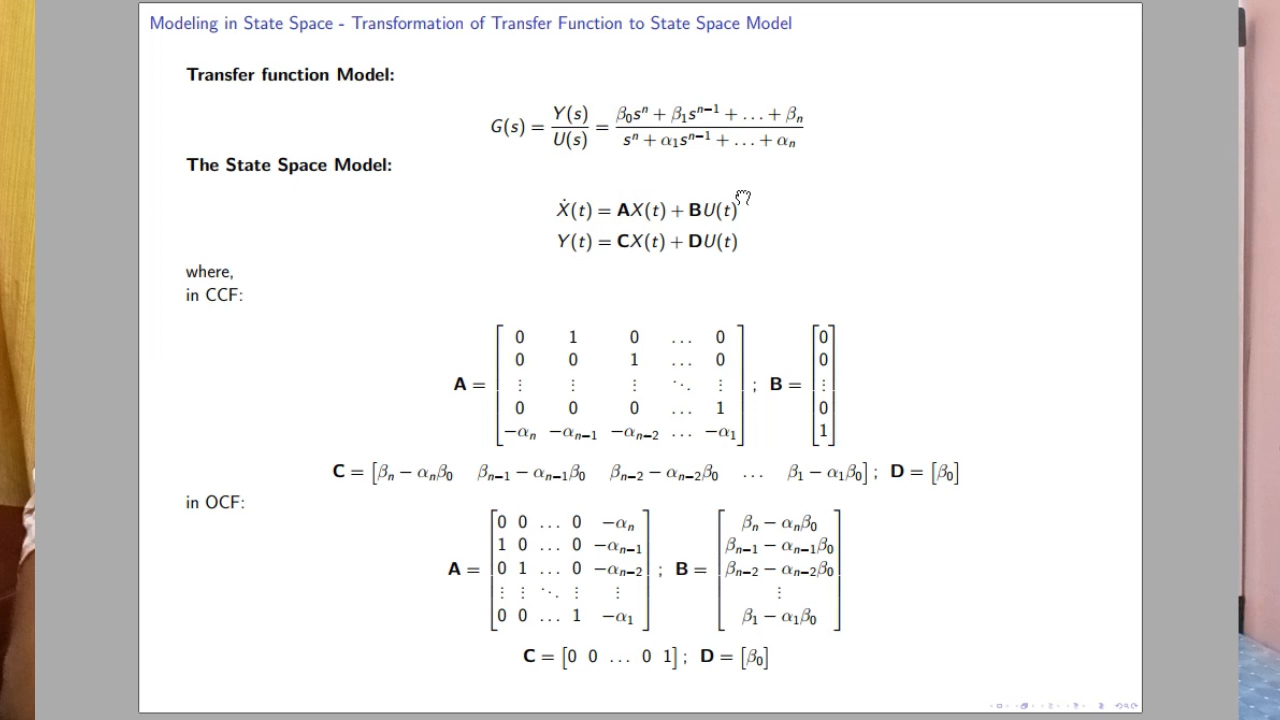 Modeling in State Space - Transformation of Transfer Function to State Space Model
Transfer function Model:
G(s) = Y(s)/U(s) = (β₀sⁿ + β₁sⁿ⁻¹ + ... + βₙ)/(sⁿ + α₁sⁿ⁻¹ + ... + αₙ)
The State Space Model:
Ẋ(t) = AX(t) + BU(t)
Y(t) = CX(t) + DU(t)
where,
in CCF:
A = [0 1 0 ... 0
0 0 1 ... 0
⋮ ⋮ ⋮ ⋱ ⋮
0 0 0 ... 1
−αₙ −αₙ₋₁ −αₙ₋₂ ... −α₁] ; B = [0
0
⋮
0
1]
C = [βₙ − αₙβ₀ βₙ₋₁ − αₙ₋₁β₀ βₙ₋₂ − αₙ₋₂β₀ ... β₁ − α₁β₀] ; D = [β₀]
in OCF:
A = [0 0 ... 0 −αₙ
1 0 ... 0 −αₙ₋₁
0 1 ... 0 −αₙ₋₂
⋮ ⋮ ⋱ ⋮ ⋮
0 0 ... 1 −α₁] ; B = [βₙ − αₙβ₀
βₙ₋₁ − αₙ₋₁β₀
βₙ₋₂ − αₙ₋₂β₀
⋮
β₁ − α₁β₀]
C = [0 0 ... 0 1] ; D = [β₀]